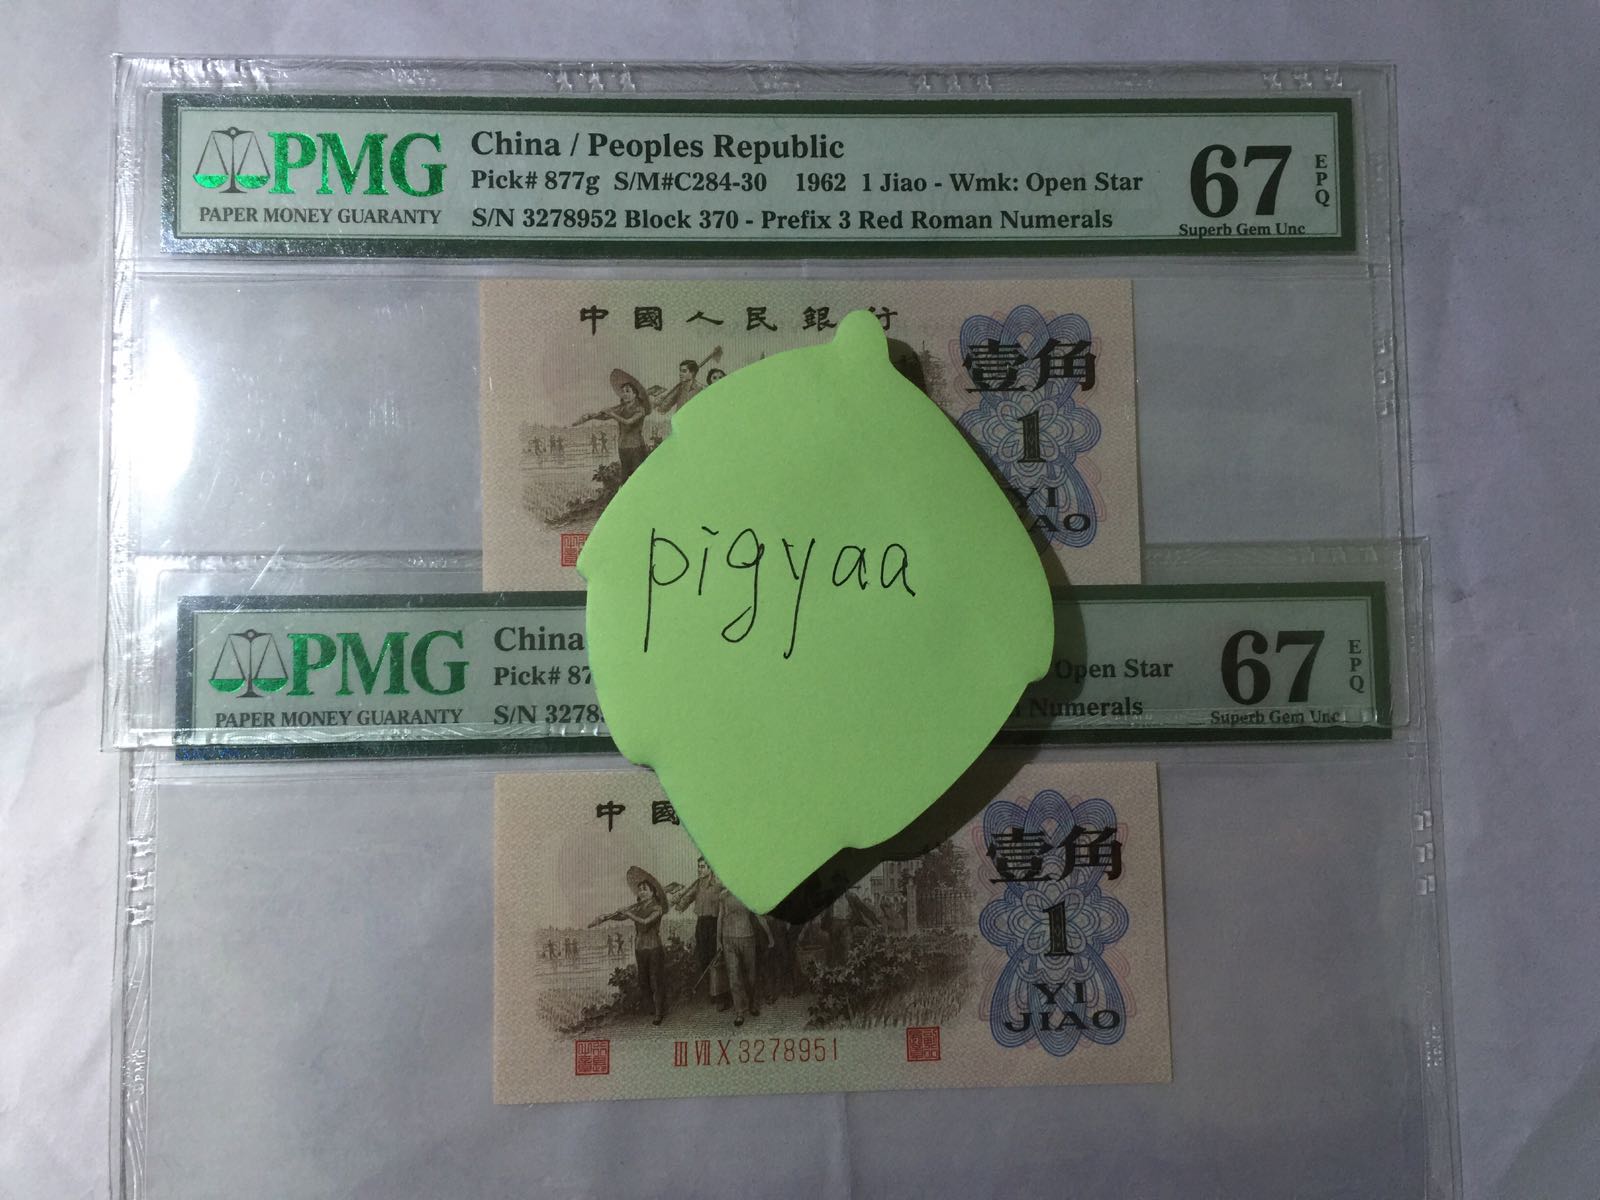 PMG
PAPER MONEY GUARANTY
China / Peoples Republic
Pick# 877g S/M#C284-30 1962 1 Jiao - Wmk: Open Star
S/N 3278952 Block 370 - Prefix 3 Red Roman Numerals
67
EPQ
Superb Gem Unc
中國人民銀行
壹角
1
YI
AO
pigyaa
PMG
PAPER MONEY GUARANTY
China
Pick# 87
S/N 3278
Open Star
Numerals
67
EPQ
Superb Gem Unc
中國
壹角
1
YI
JIAO
III VII X 3278951